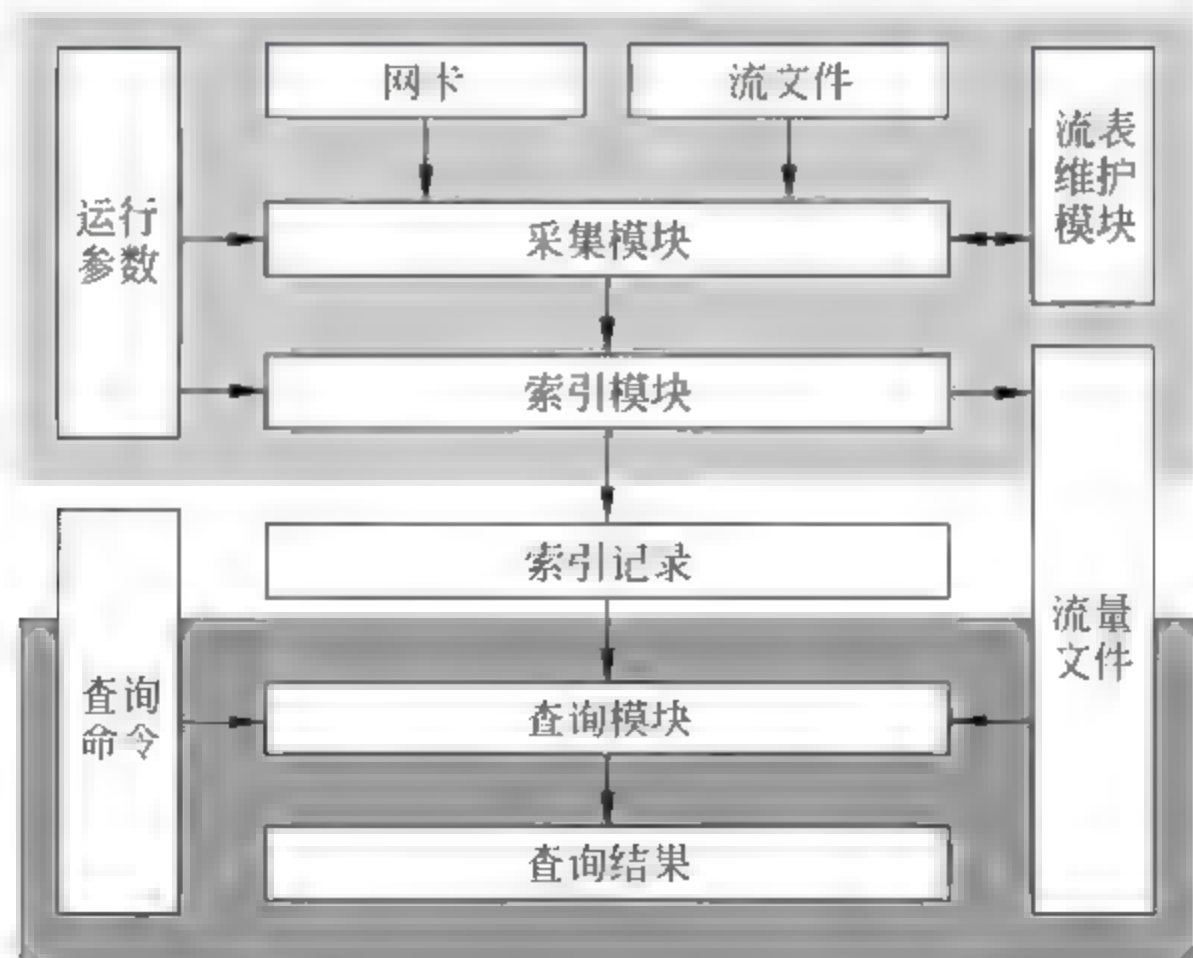 网卡
流文件
流表
维护
模块
运行
参数
采集模块
索引模块
索引记录
流量
文件
查询
命令
查询模块
查询结果